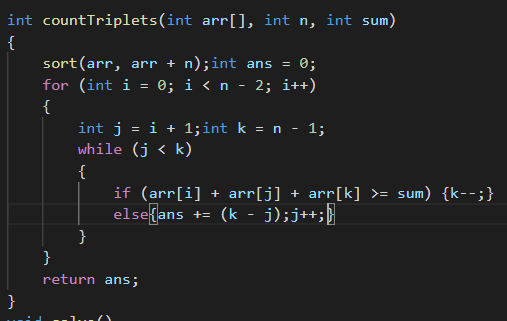 int countTriplets(int arr[], int n, int sum)
{
sort(arr, arr + n);int ans = 0;
for (int i = 0; i < n - 2; i++)
{
int j = i + 1;int k = n - 1;
while (j < k)
{
if (arr[i] + arr[j] + arr[k] >= sum) {k--;}
else{ans += (k - j);j++;}
}
}
return ans;
}
void solve()